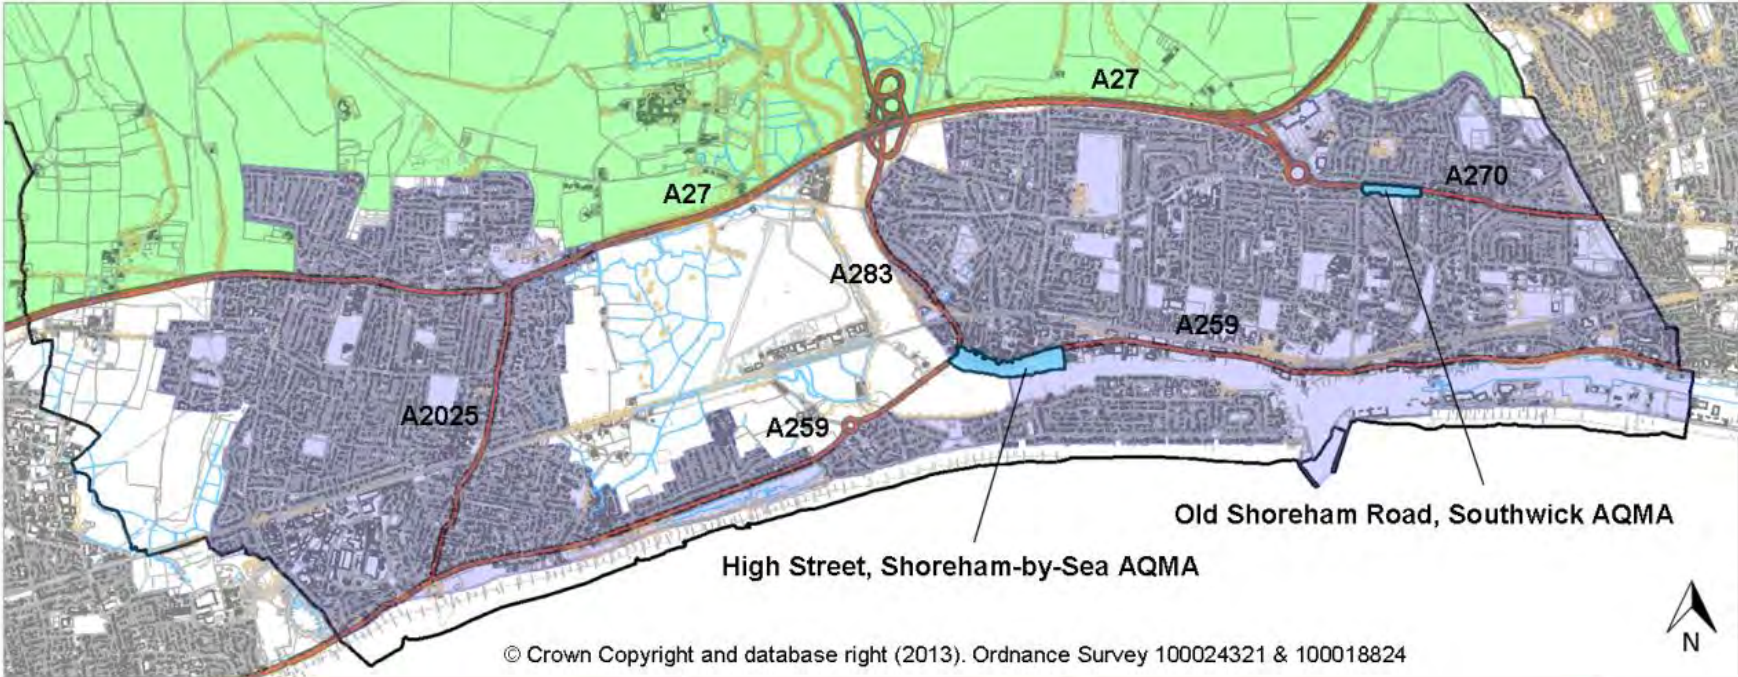 A27
A27
A270
A283
A259
A2025
A259
Old Shoreham Road, Southwick AQMA
High Street, Shoreham-by-Sea AQMA
N
© Crown Copyright and database right (2013). Ordnance Survey 100024321 & 100018824